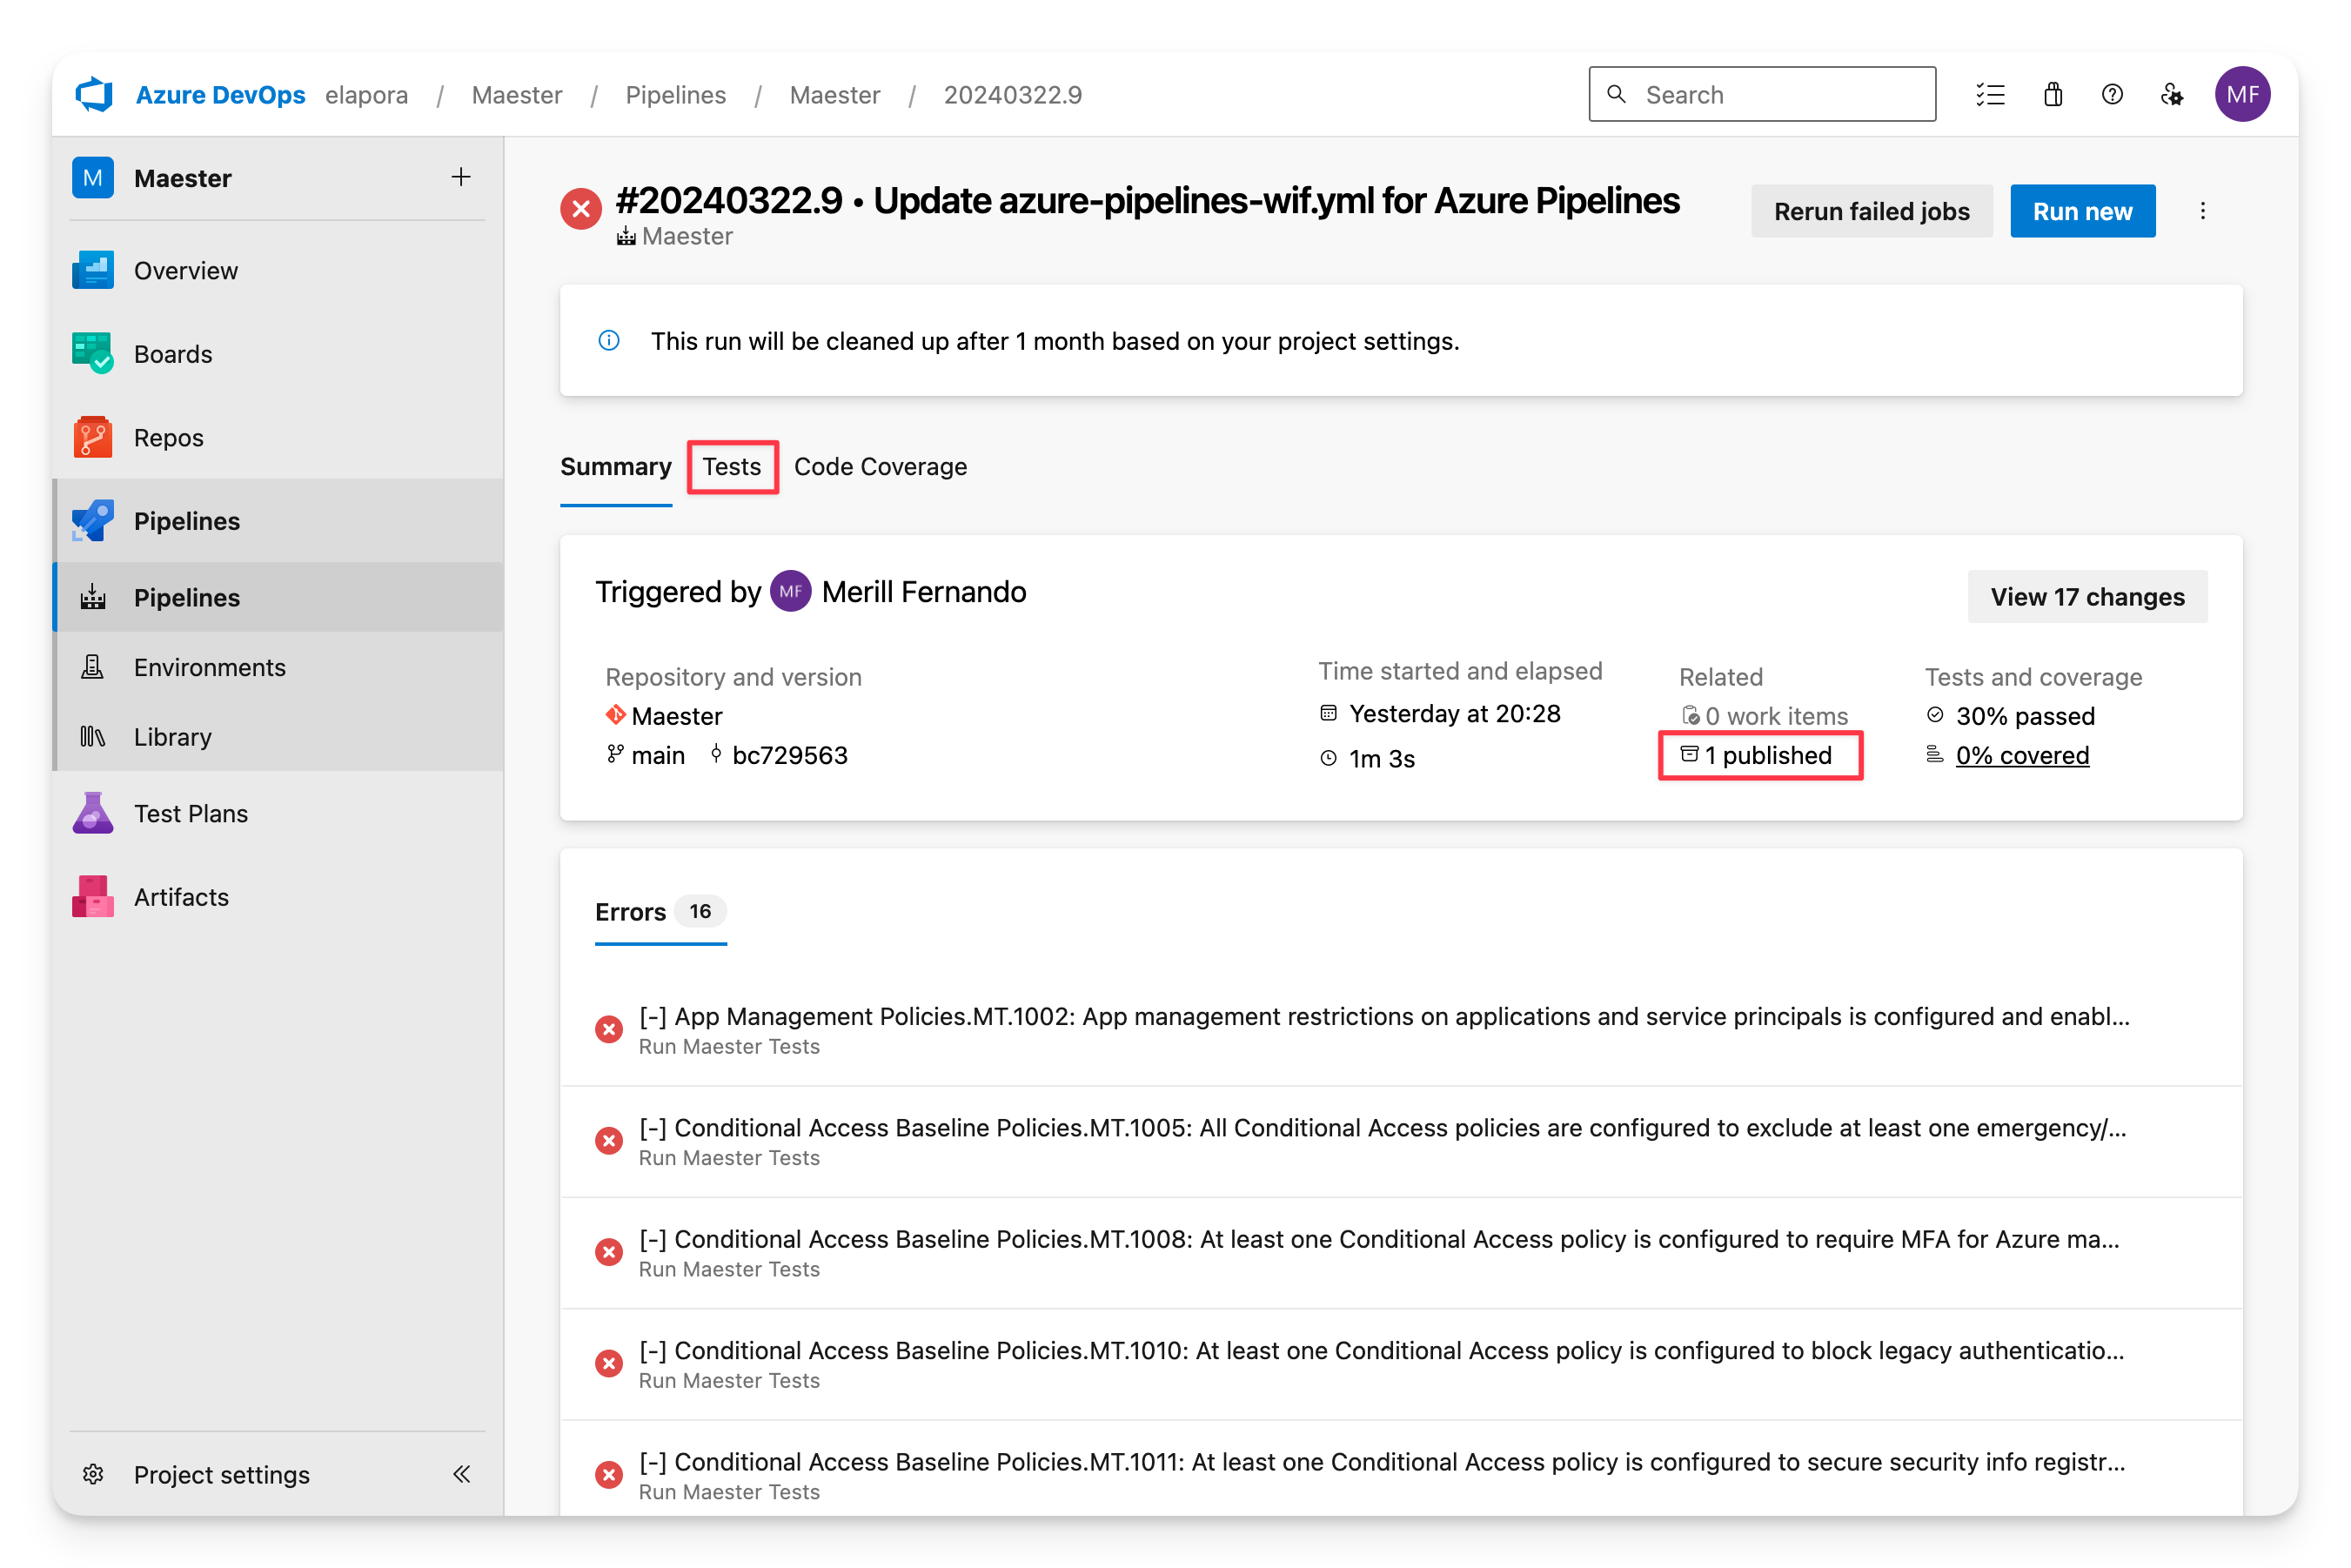 Azure DevOps elapora / Maester / Pipelines / Maester / 20240322.9
Search
MF
M Maester
Overview
Boards
Repos
Pipelines
Pipelines
Environments
Library
Test Plans
Artifacts
Project settings
#20240322.9 • Update azure-pipelines-wif.yml for Azure Pipelines
Maester
Rerun failed jobs
Run new
This run will be cleaned up after 1 month based on your project settings.
Summary Tests Code Coverage
Triggered by MF Merill Fernando
View 17 changes
Repository and version
Maester
main bc729563
Time started and elapsed
Yesterday at 20:28
1m 3s
Related
0 work items
1 published
Tests and coverage
30% passed
0% covered
Errors 16
[-] App Management Policies.MT.1002: App management restrictions on applications and service principals is configured and enabl...
Run Maester Tests
[-] Conditional Access Baseline Policies.MT.1005: All Conditional Access policies are configured to exclude at least one emergency/...
Run Maester Tests
[-] Conditional Access Baseline Policies.MT.1008: At least one Conditional Access policy is configured to require MFA for Azure ma...
Run Maester Tests
[-] Conditional Access Baseline Policies.MT.1010: At least one Conditional Access policy is configured to block legacy authenticatio...
Run Maester Tests
[-] Conditional Access Baseline Policies.MT.1011: At least one Conditional Access policy is configured to secure security info registr...
Run Maester Tests